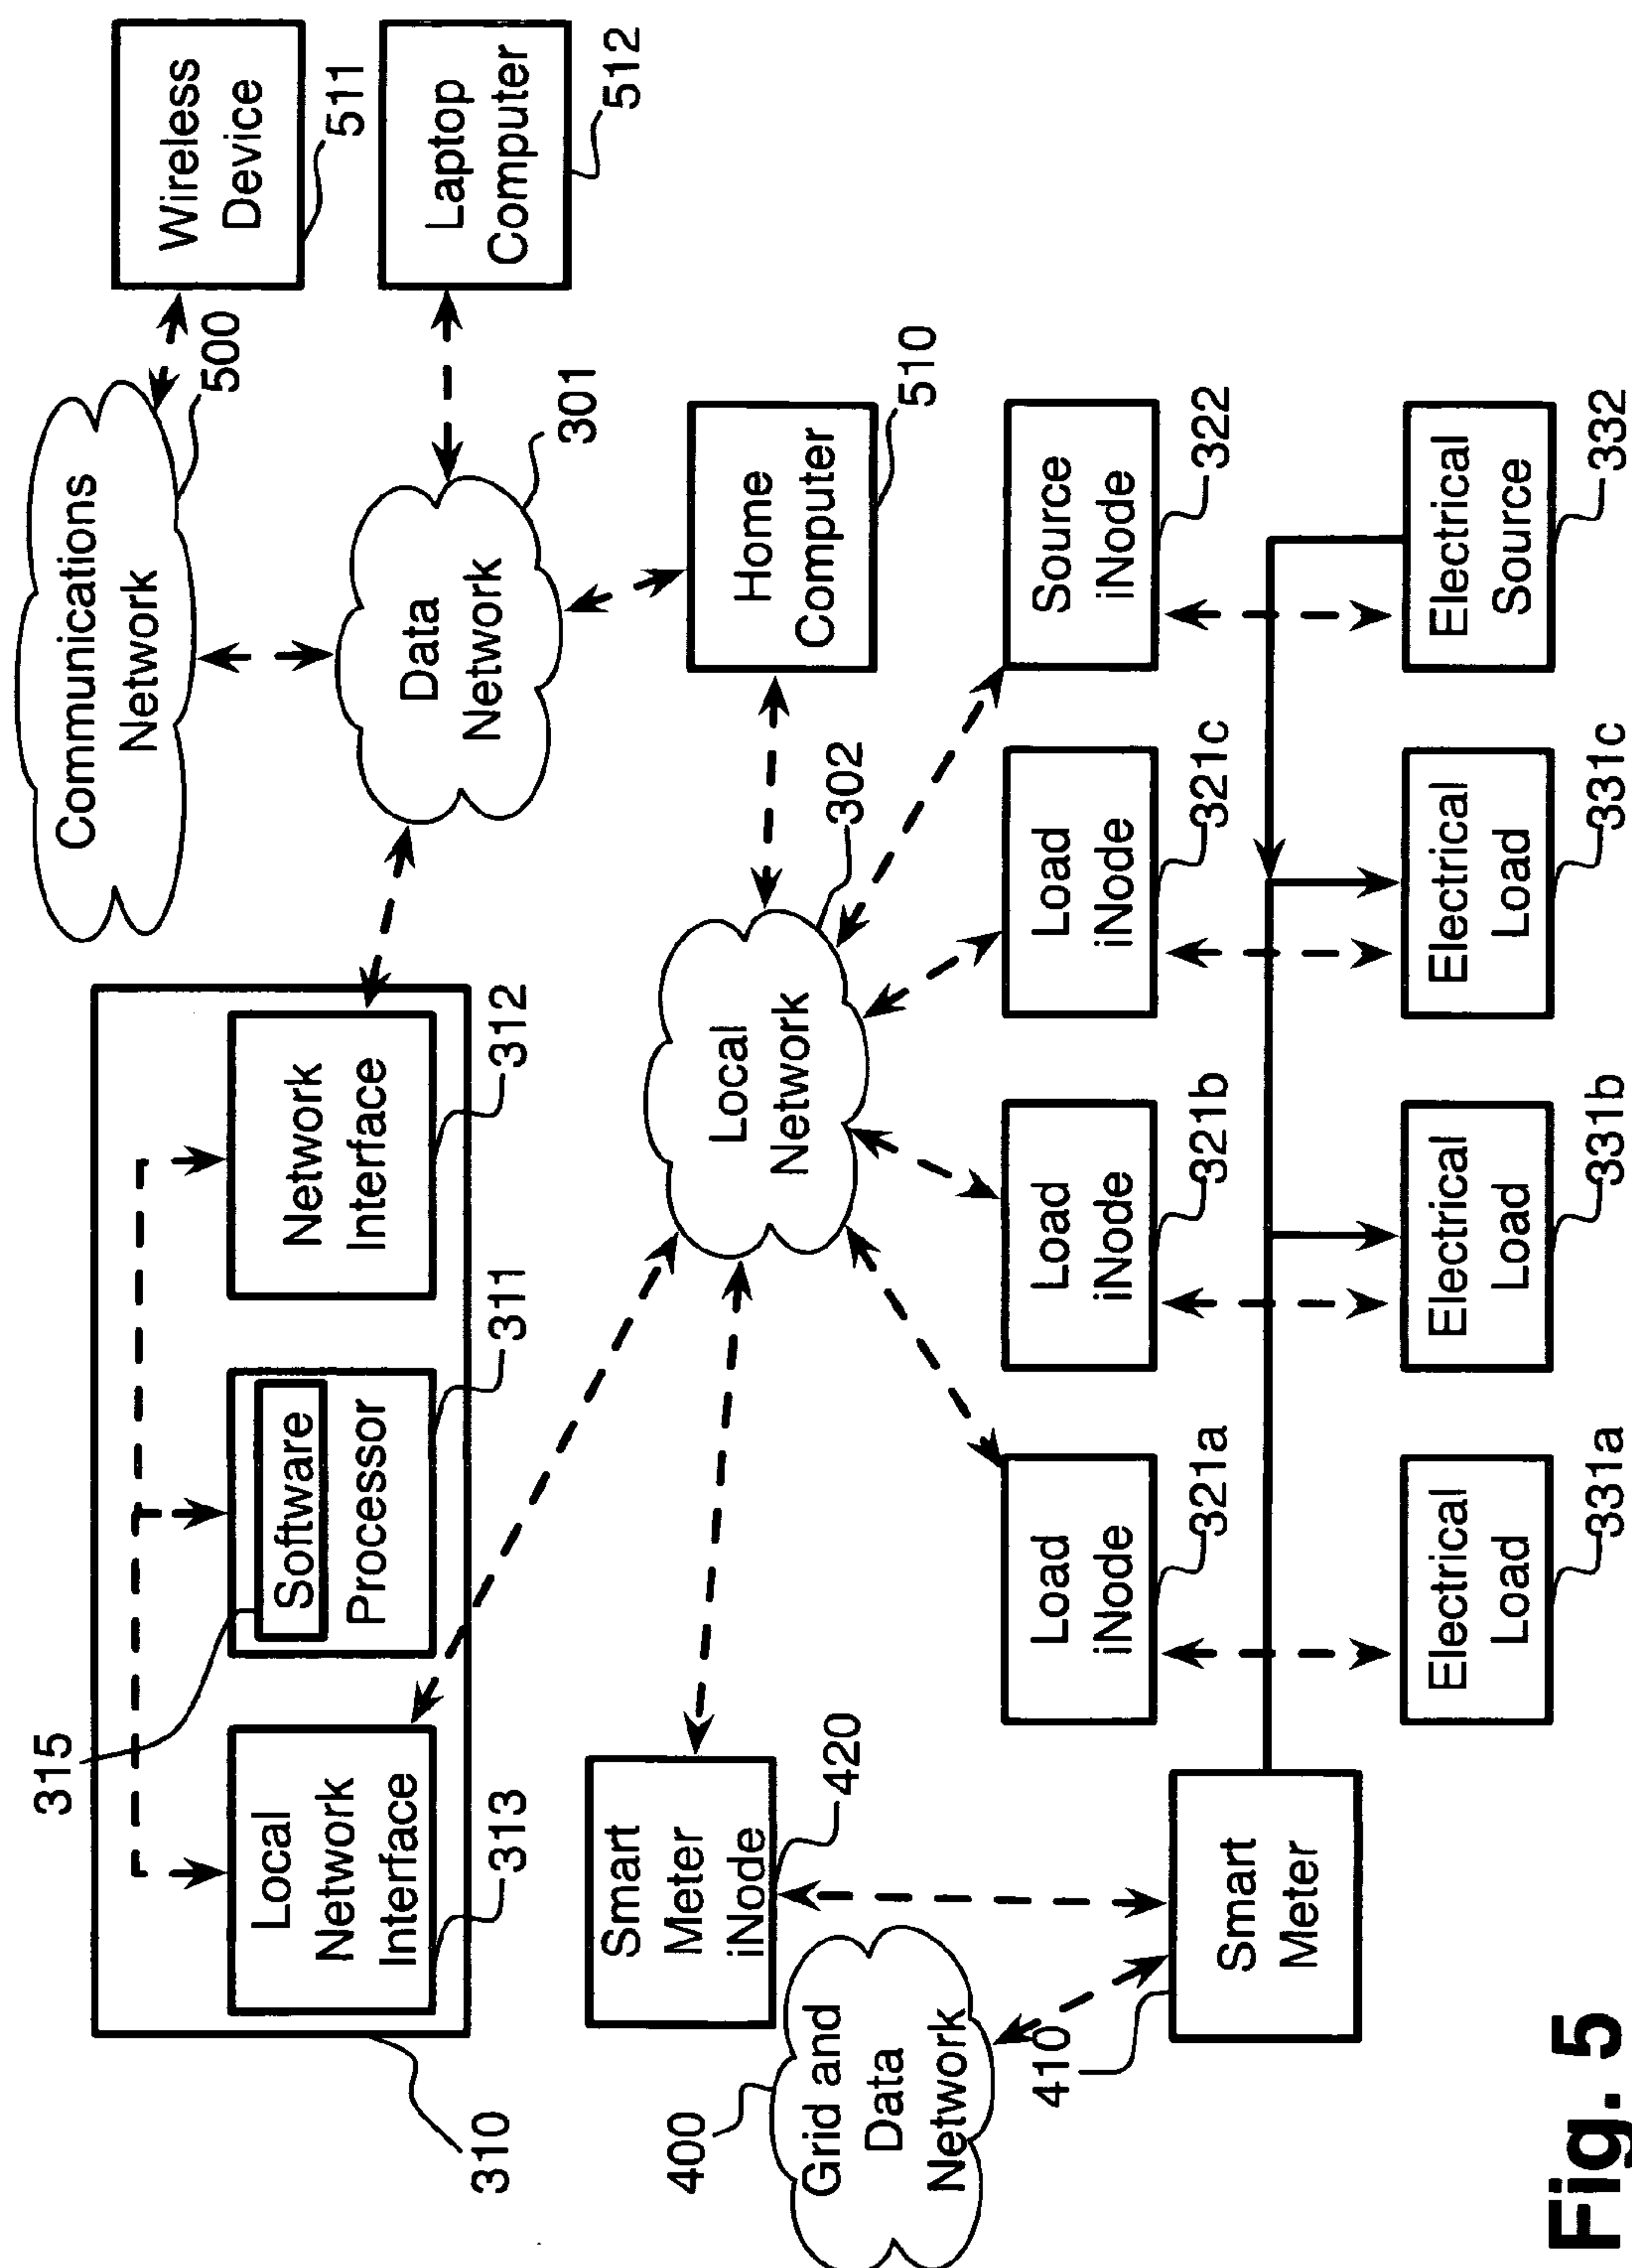 Communications
Network
500
Wireless
Device
511
Laptop
Computer
512
Data
Network
301
Home
Computer
510
310
315
Local
Network
Interface
313
Software
Processor
311
Network
Interface
312
Local
Network
302
Smart
Meter
iNode
420
400
Grid and
Data
Network
410
Smart
Meter
Load
iNode
321a
Load
iNode
321b
Load
iNode
321c
Source
iNode
322
Electrical
Load
331a
Electrical
Load
331b
Electrical
Load
331c
Electrical
Source
332
Fig. 5